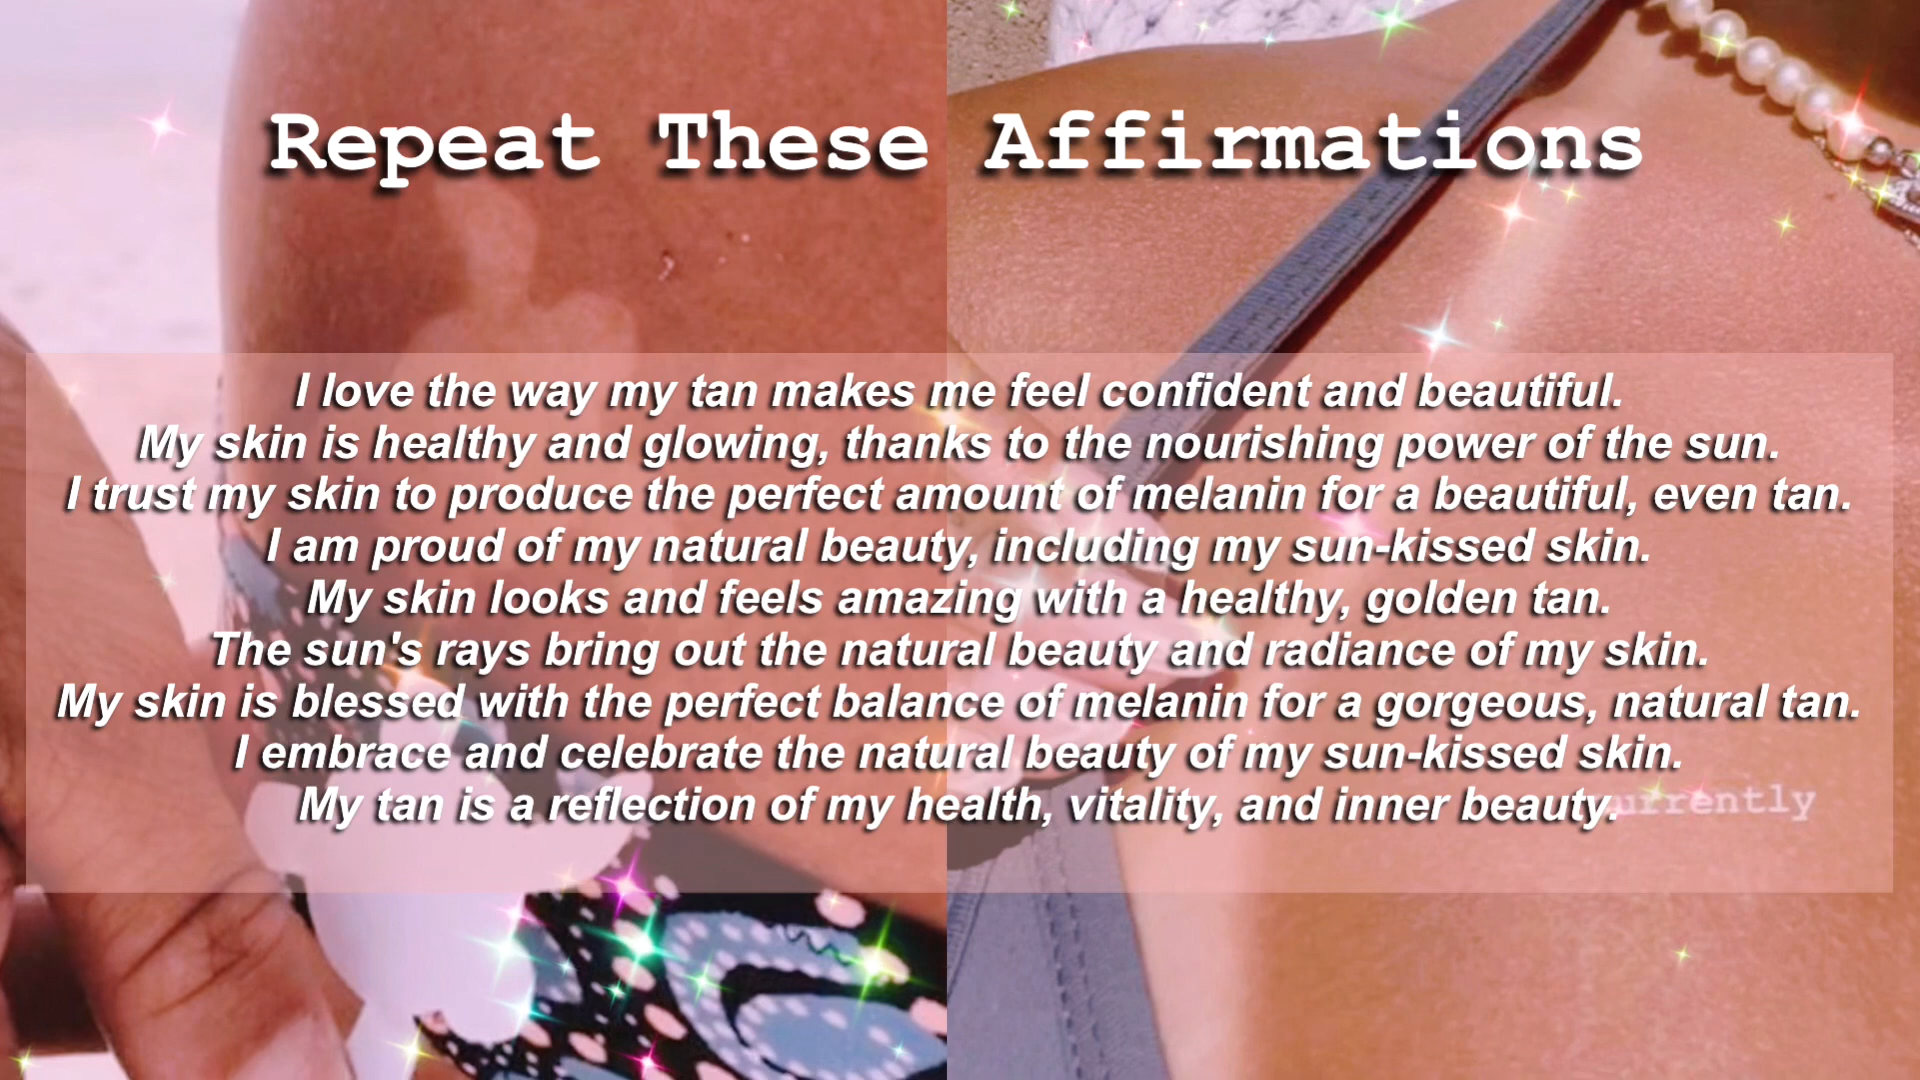 Repeat These Affirmations
I love the way my tan makes me feel confident and beautiful.
My skin is healthy and glowing, thanks to the nourishing power of the sun.
I trust my skin to produce the perfect amount of melanin for a beautiful, even tan.
I am proud of my natural beauty, including my sun-kissed skin.
My skin looks and feels amazing with a healthy, golden tan.
The sun's rays bring out the natural beauty and radiance of my skin.
My skin is blessed with the perfect balance of melanin for a gorgeous, natural tan.
I embrace and celebrate the natural beauty of my sun-kissed skin.
My tan is a reflection of my health, vitality, and inner beauty.